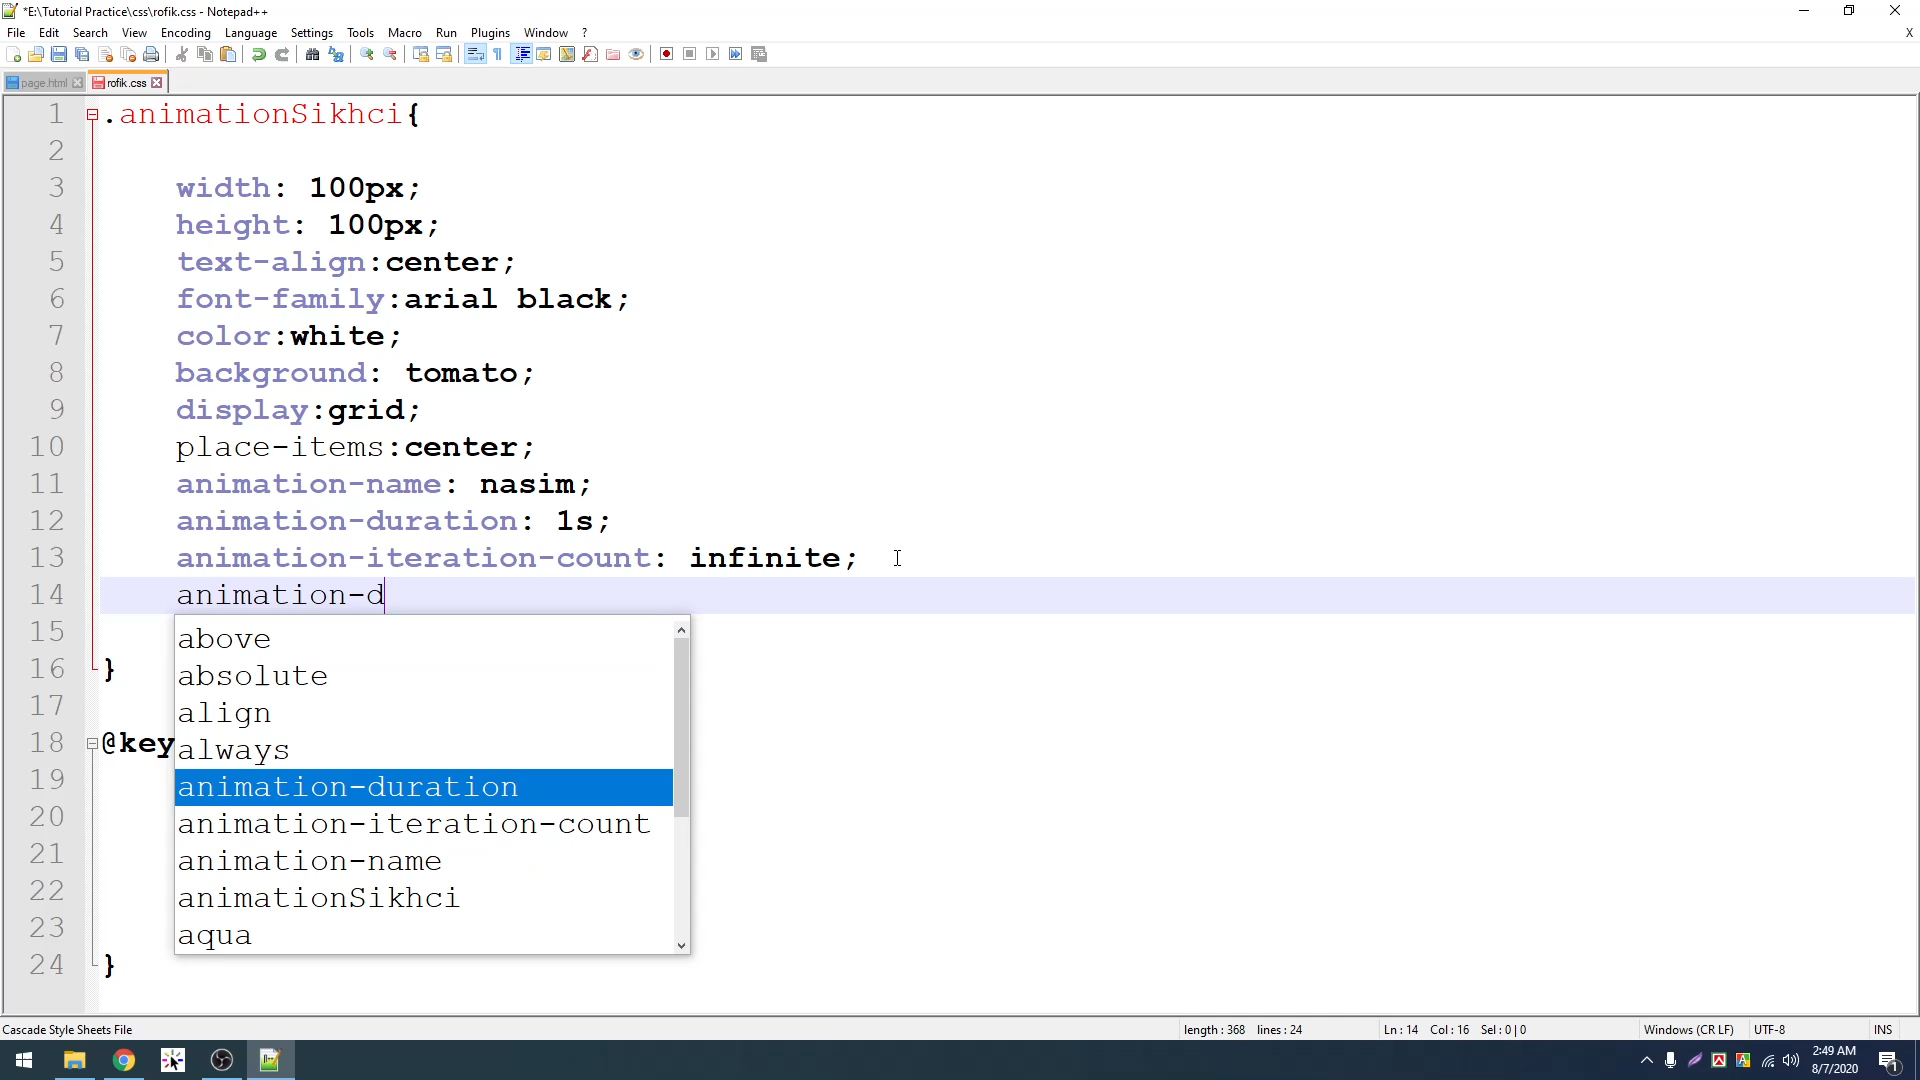 *E:\Tutorial Practice\css\rofik.css - Notepad++
File Edit Search View Encoding Language Settings Tools Macro Run Plugins Window ? X
page.html rofik.css
1 .animationSikhci{
2
3 width: 100px;
4 height: 100px;
5 text-align:center;
6 font-family:arial black;
7 color:white;
8 background: tomato;
9 display:grid;
10 place-items:center;
11 animation-name: nasim;
12 animation-duration: 1s;
13 animation-iteration-count: infinite;
14 animation-d
15
16 }
17
18 @key
19
20
21
22
23
24 }
above
absolute
align
always
animation-duration
animation-iteration-count
animation-name
animationSikhci
aqua
Cascade Style Sheets File length : 368 lines : 24 Ln : 14 Col : 16 Sel : 0 | 0 Windows (CR LF) UTF-8 INS
2:49 AM
8/7/2020
1